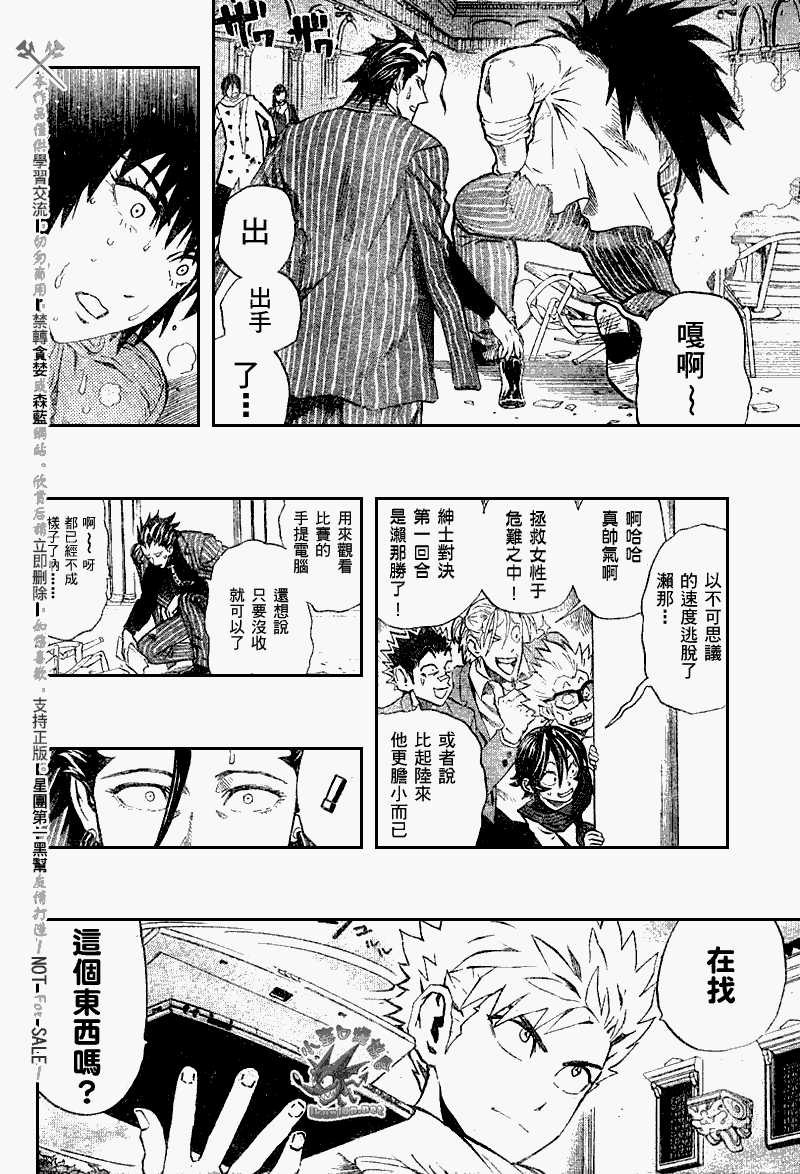 ザワ
ザワ
嘎啊~
出
出手
了…
以不可思議
的速度逃脫了
瀨那…
啊哈哈
真帥氣啊
拯救女性于
危難之中！
紳士對決
第一回合
是瀨那勝了！
或者說
比起陸來
他更膽小而已
用來觀看
比賽的
手提電腦
還想說
只要沒收
就可以了
啊~呀
都已經不成
樣子了吶……
！
在找
這個東西嗎？
本作品僅供學習交流
切勿商用
禁轉貪婪
森藍網站。
欣賞后請立即刪除
如您喜歡，支持正版
星團第一黑幫
友情打造
NOT-For-SALE